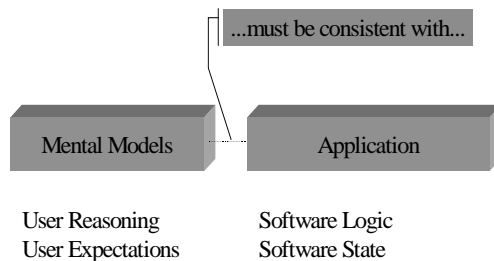 ...must be consistent with...
Mental Models
Application
User Reasoning
User Expectations
Software Logic
Software State